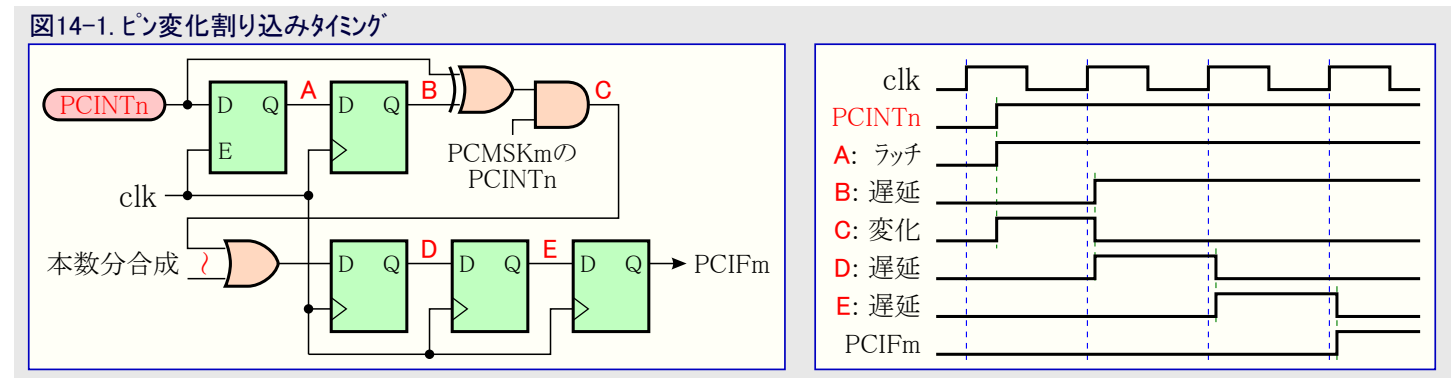 図14-1. ピン変化割り込みタイミング
PCINTn
D Q
E
A
D Q
B
C
PCMSKmの
PCINTn
clk
本数分合成
~
D Q
D
D Q
E
D Q
PCIFm
clk
PCINTn
A: ラッチ
B: 遅延
C: 変化
D: 遅延
E: 遅延
PCIFm